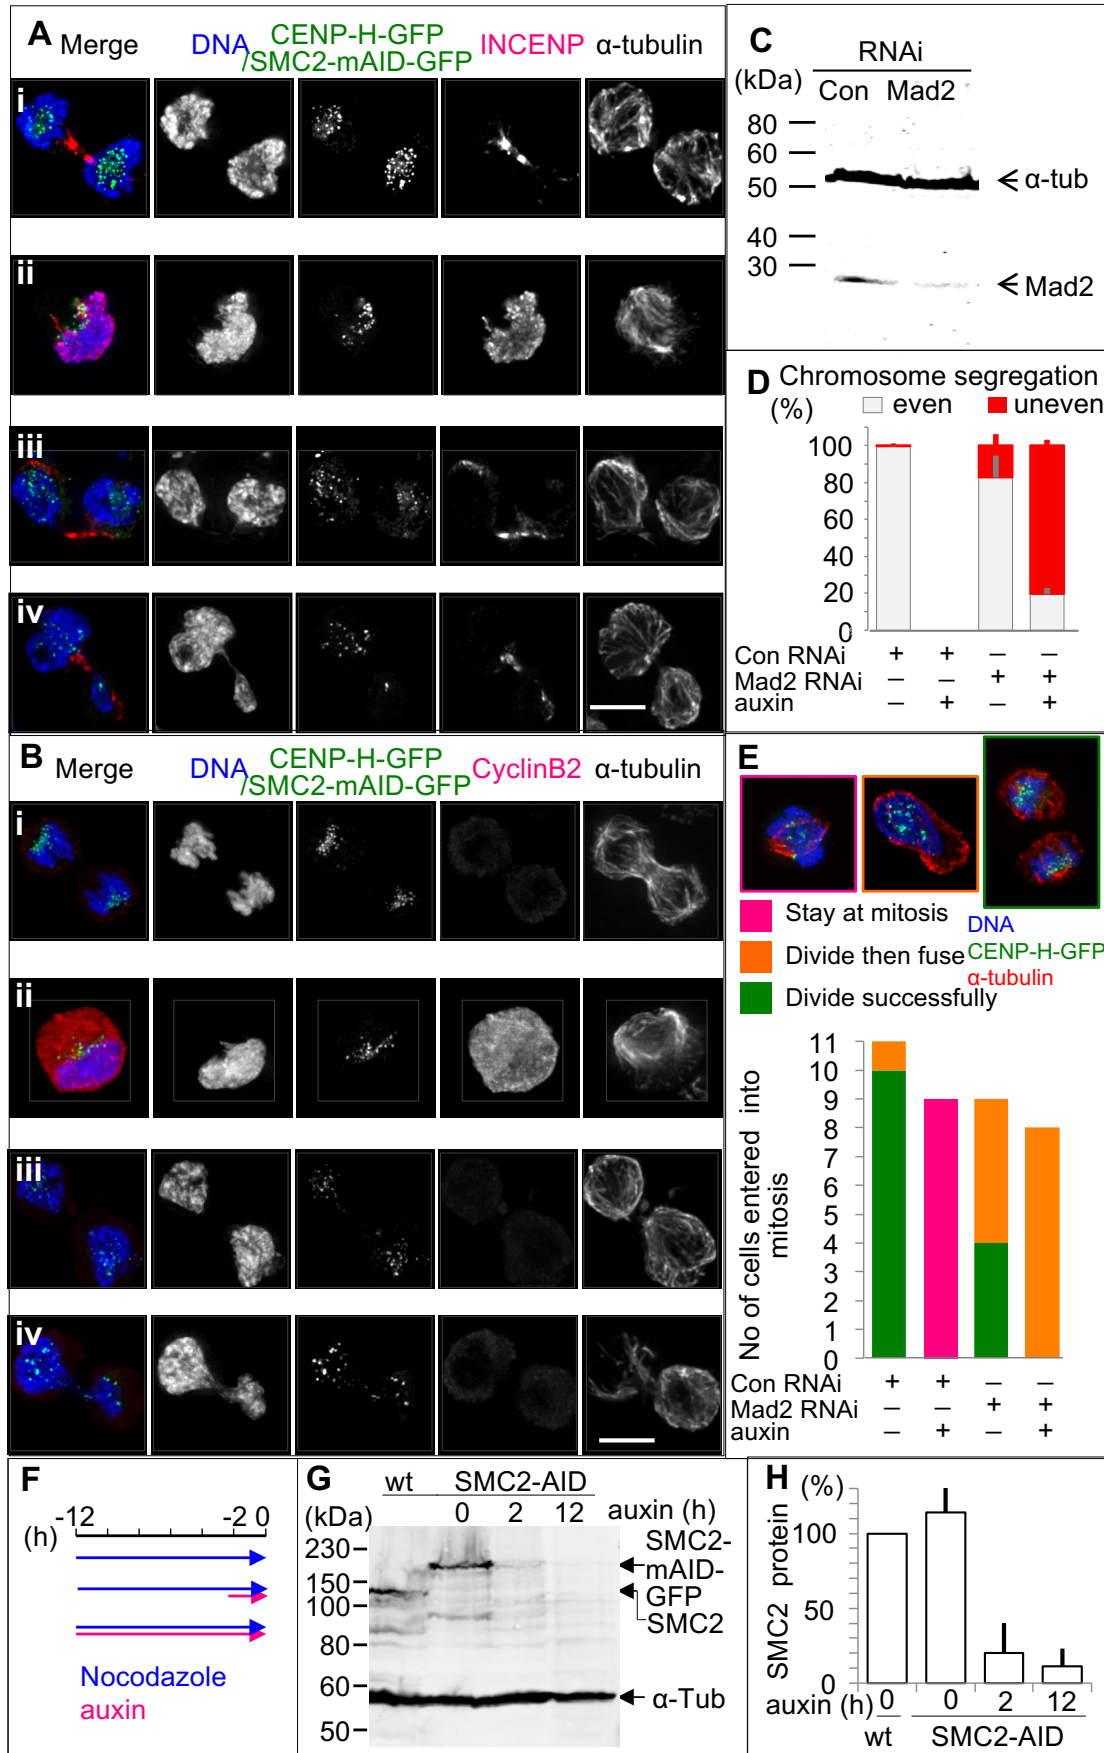 A
Merge DNA CENP-H-GFP /SMC2-mAID-GFP INCENP α-tubulin
i
ii
iii
iv
B
Merge DNA CENP-H-GFP /SMC2-mAID-GFP CyclinB2 α-tubulin
i
ii
iii
iv
C
RNAi
(kDa) Con Mad2
80
60
50
α-tub
40
30
Mad2
D Chromosome segregation
(%) even uneven
100
80
60
40
20
0
Con RNAi + + – –
Mad2 RNAi – – + +
auxin – + – +
E
Stay at mitosis
Divide then fuse
Divide successfully
DNA
CENP-H-GFP
α-tubulin
No of cells entered into mitosis
11
10
9
8
7
6
5
4
3
2
1
0
Con RNAi + + – –
Mad2 RNAi – – + +
auxin – + – +
F
-12 -2 0
(h)
Nocodazole
auxin
G wt SMC2-AID
(kDa) 0 2 12 auxin (h)
230
150
100
80
60
50
SMC2-
mAID-
GFP
SMC2
α-Tub
H
(%)
SMC2 protein
100
50
0
auxin (h) 0 0 2 12
wt SMC2-AID